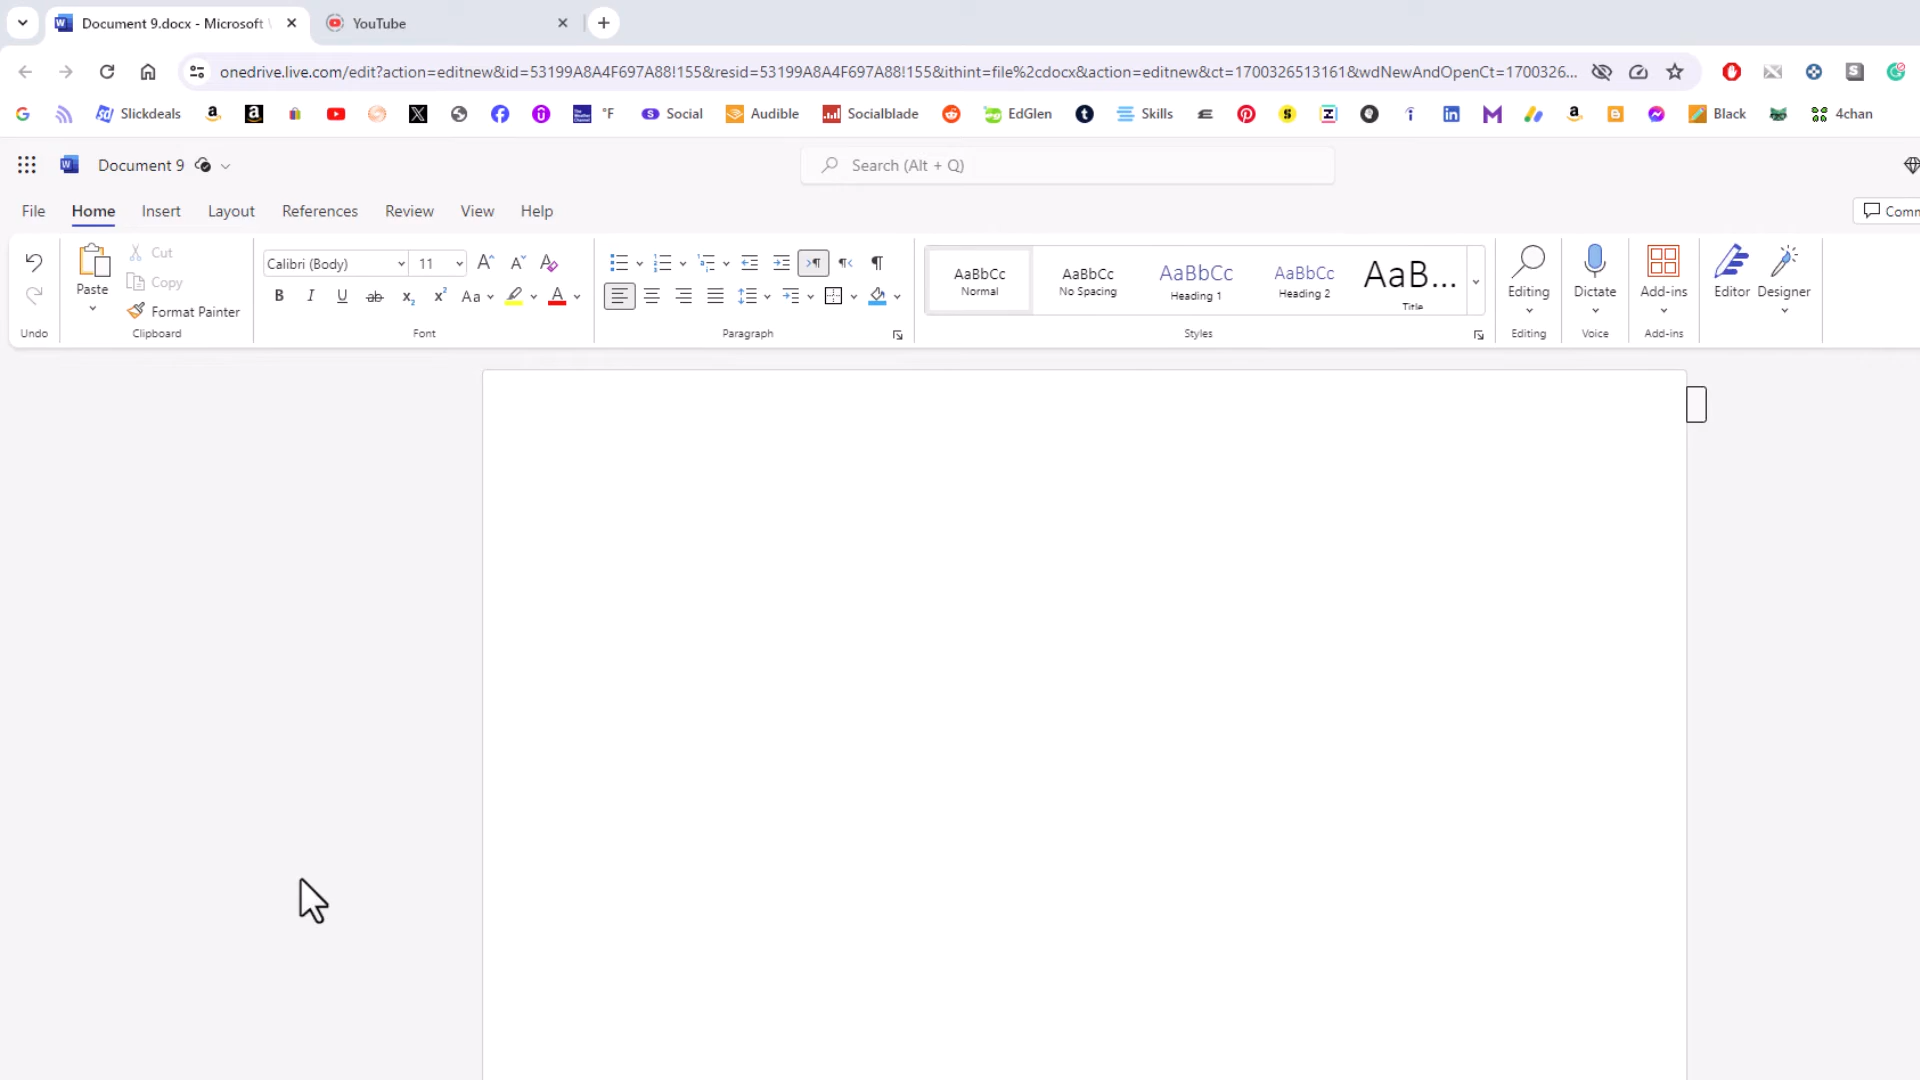 Document 9.docx - Microsoft
YouTube
onedrive.live.com/edit?action=editnew&id=53199A8A4F697A88!155&resid=53199A8A4F697A88!155&ithint=file%2cdocx&action=editnew&ct=1700326513161&wdNewAndOpenCt=1700326...
Slickdeals °F Social Audible Socialblade EdGlen Skills Black 4chan
Document 9 Search (Alt + Q)
File Home Insert Layout References Review View Help Comm
Cut
Calibri (Body) 11
Copy
Paste
Format Painter
B I U ab x₂ x² Aa A
AaBbCc AaBbCc AaBbCc AaBbCc AaB...
Normal No Spacing Heading 1 Heading 2 Title
Editing Dictate Add-ins Editor Designer
Undo Clipboard Font Paragraph Styles Editing Voice Add-ins